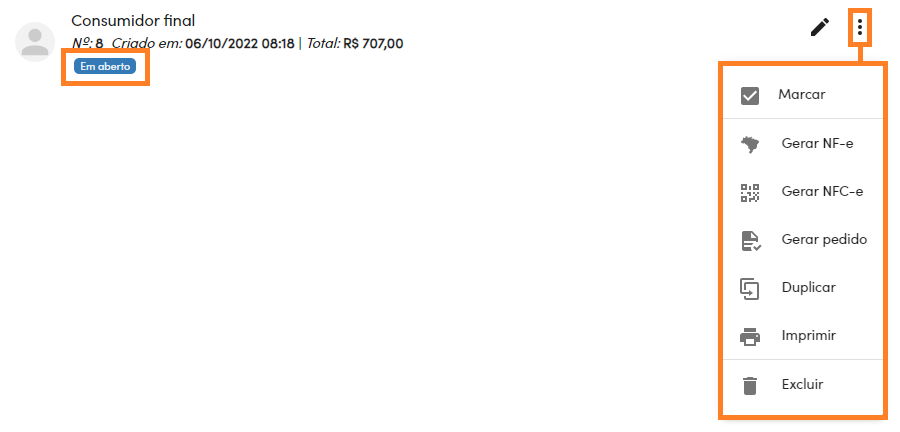 Consumidor final
Nº: 8 Criado em: 06/10/2022 08:18 | Total: R$ 707,00
Em aberto
Marcar
Gerar NF-e
Gerar NFC-e
Gerar pedido
Duplicar
Imprimir
Excluir